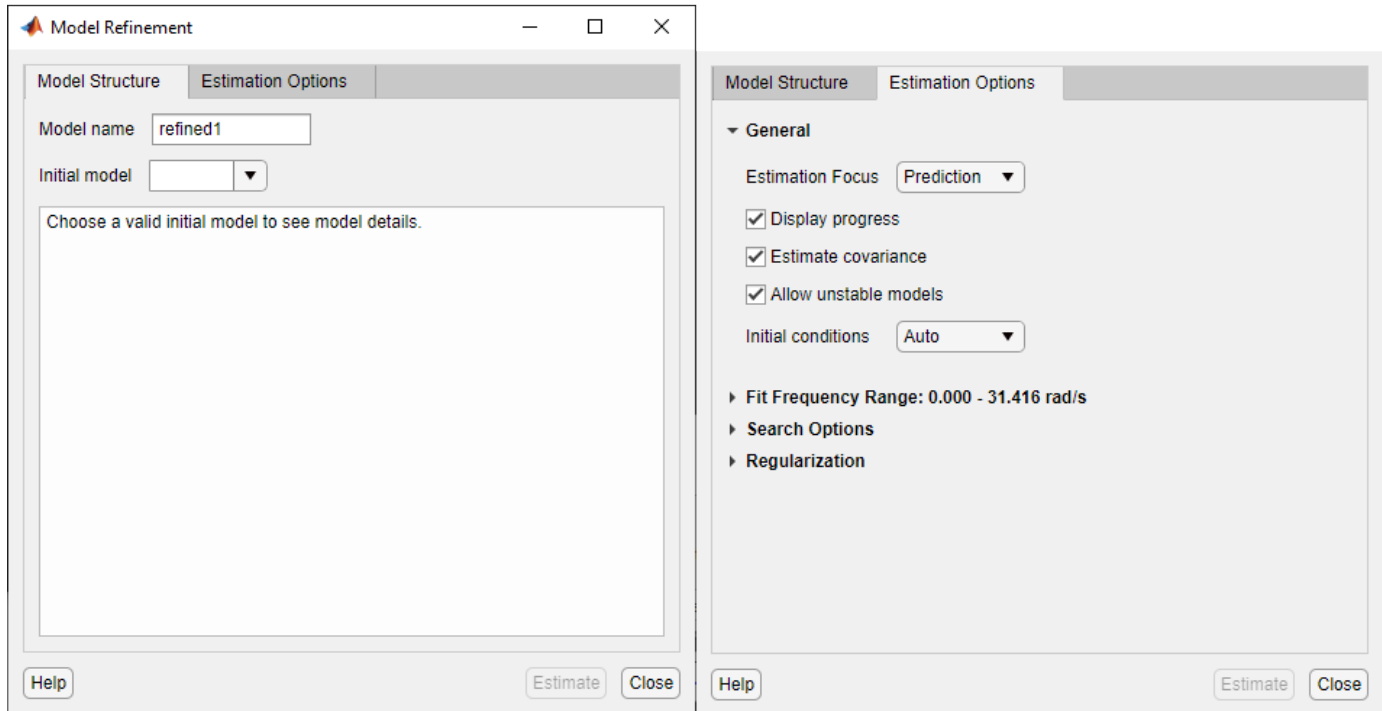 Model Refinement
Model Structure Estimation Options
Model name refined1
Initial model
Choose a valid initial model to see model details.
Help Estimate Close
Model Structure Estimation Options
General
Estimation Focus Prediction
Display progress
Estimate covariance
Allow unstable models
Initial conditions Auto
Fit Frequency Range: 0.000 - 31.416 rad/s
Search Options
Regularization
Help Estimate Close